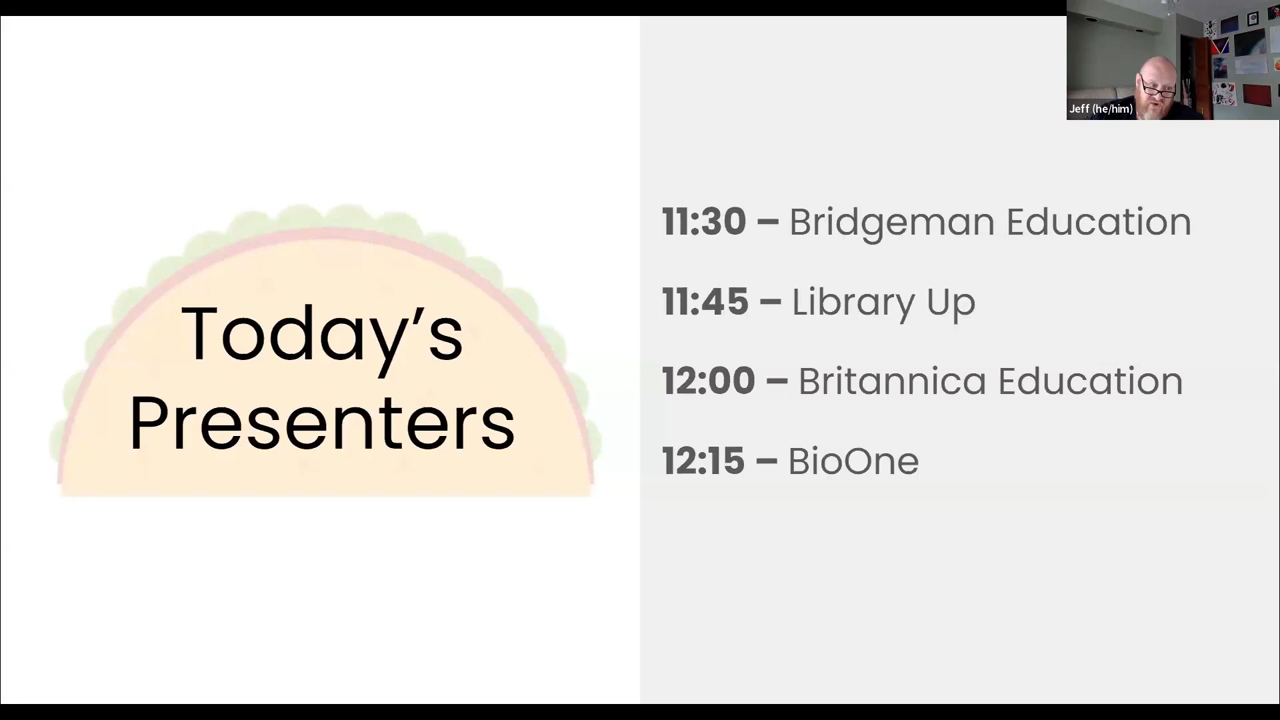 Jeff (he/him)
Today’s
Presenters
11:30 – Bridgeman Education
11:45 – Library Up
12:00 – Britannica Education
12:15 – BioOne